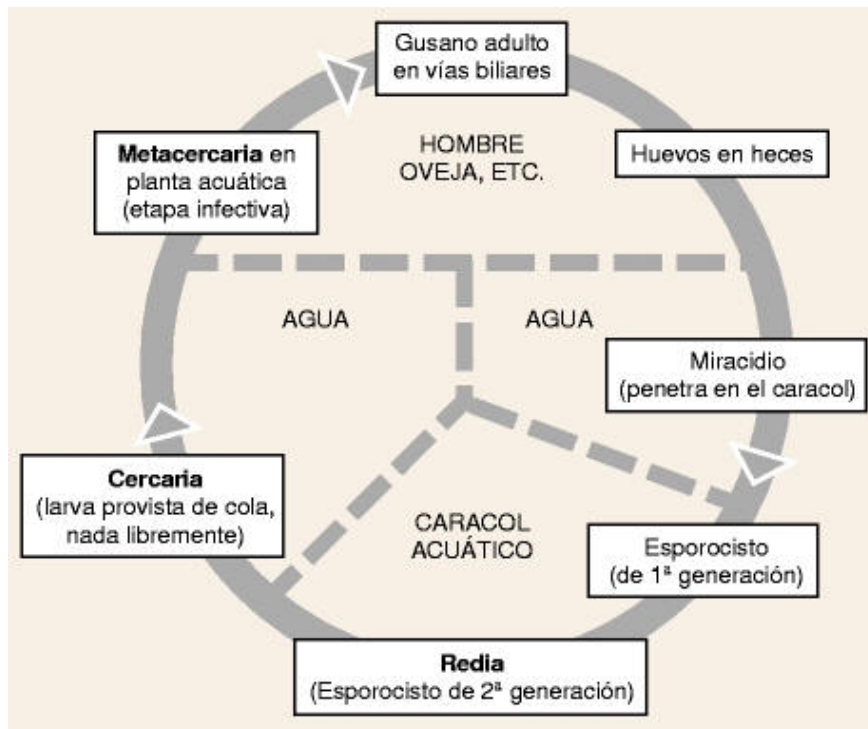 Gusano adulto
en vías biliares
HOMBRE
OVEJA, ETC.
Huevos en heces
Metacercaria en
planta acuática
(etapa infectiva)
AGUA
AGUA
Miracidio
(penetra en el caracol)
Cercaria
(larva provista de cola,
nada libremente)
CARACOL
ACUÁTICO
Esporocisto
(de 1ª generación)
Redia
(Esporocisto de 2ª generación)